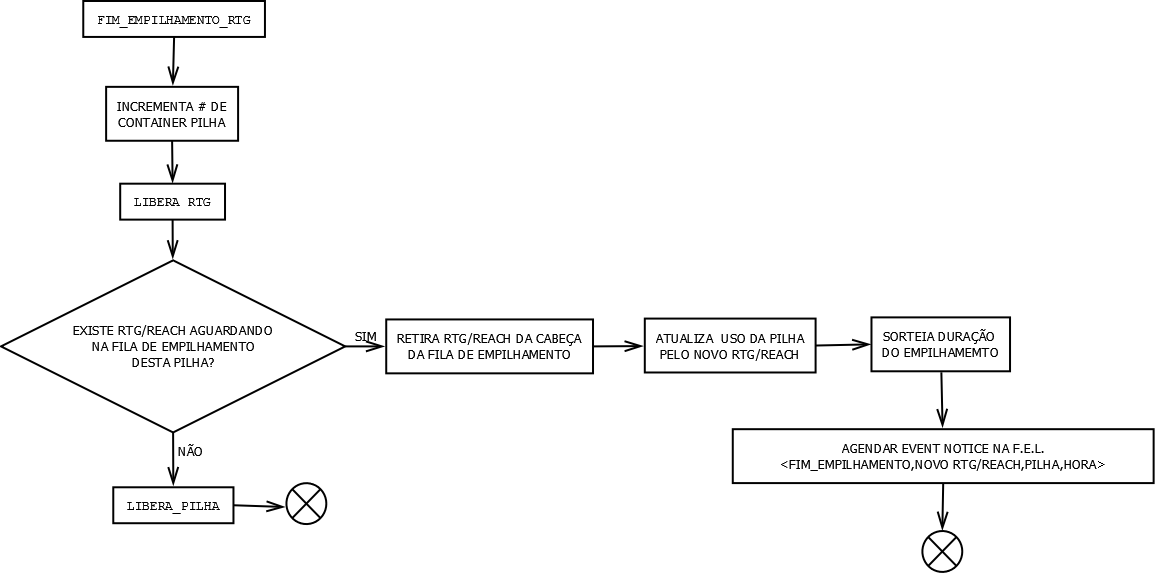 FIM_EMPILHAMENTO_RTG
INCREMENTA # DE
CONTAINER PILHA
LIBERA RTG
EXISTE RTG/REACH AGUARDANDO
NA FILA DE EMPILHAMENTO
DESTA PILHA?
SIM
RETIRA RTG/REACH DA CABEÇA
DA FILA DE EMPILHAMENTO
ATUALIZA USO DA PILHA
PELO NOVO RTG/REACH
SORTEIA DURAÇÃO
DO EMPILHAMEMTO
AGENDAR EVENT NOTICE NA F.E.L.
<FIM_EMPILHAMENTO,NOVO RTG/REACH,PILHA,HORA>
NÃO
LIBERA_PILHA